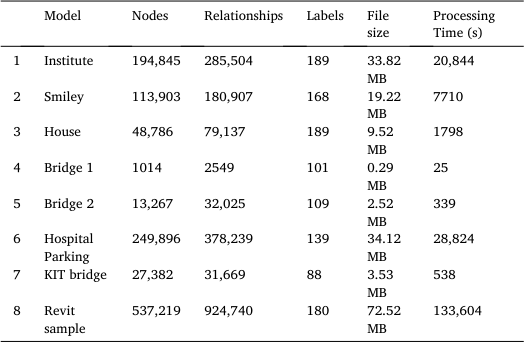 Model Nodes Relationships Labels File size Processing Time (s)
1 Institute 194,845 285,504 189 33.82 MB 20,844
2 Smiley 113,903 180,907 168 19.22 MB 7710
3 House 48,786 79,137 189 9.52 MB 1798
4 Bridge 1 1014 2549 101 0.29 MB 25
5 Bridge 2 13,267 32,025 109 2.52 MB 339
6 Hospital Parking 249,896 378,239 139 34.12 MB 28,824
7 KIT bridge 27,382 31,669 88 3.53 MB 538
8 Revit sample 537,219 924,740 180 72.52 MB 133,604